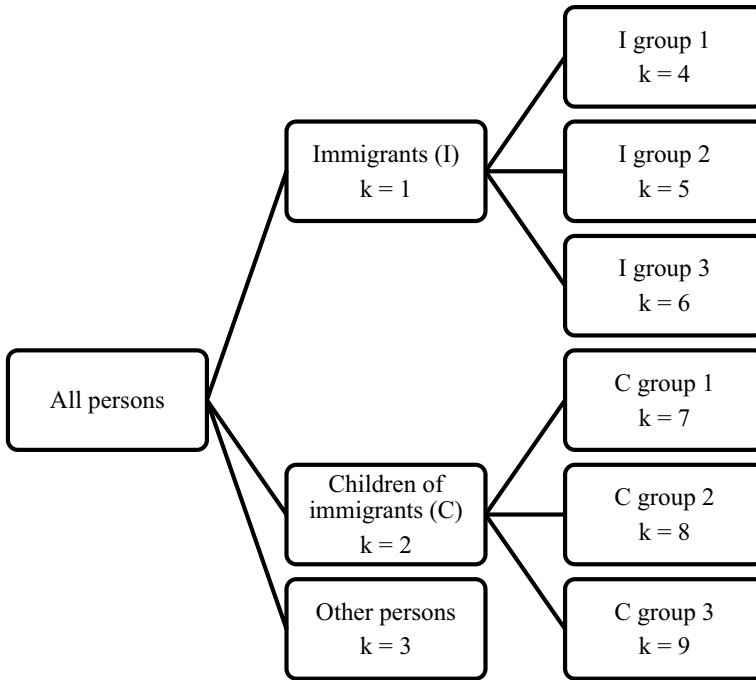 I group 1
k = 4
Immigrants (I)
k = 1
I group 2
k = 5
I group 3
k = 6
All persons
C group 1
k = 7
Children of
immigrants (C)
k = 2
C group 2
k = 8
Other persons
k = 3
C group 3
k = 9